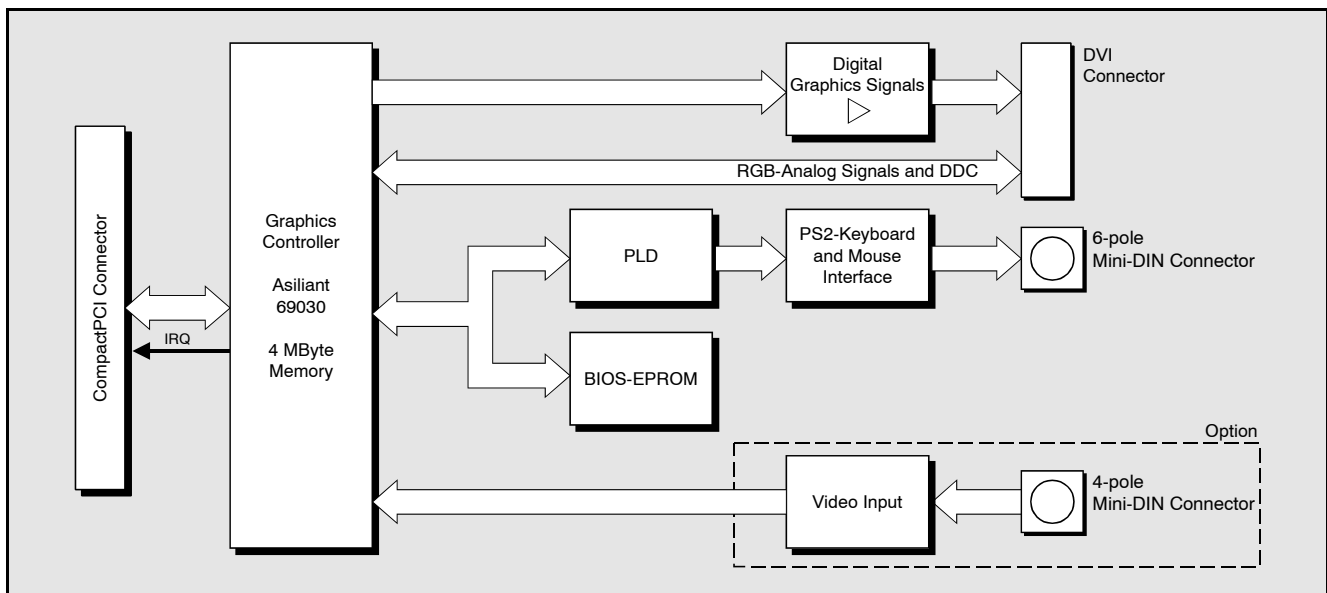 Digital
Graphics Signals
DVI
Connector
RGB-Analog Signals and DDC
CompactPCI Connector
IRQ
Graphics
Controller
Asiliant
69030
4 MByte
Memory
PLD
PS2-Keyboard
and Mouse
Interface
6-pole
Mini-DIN Connector
BIOS-EPROM
Option
Video Input
4-pole
Mini-DIN Connector